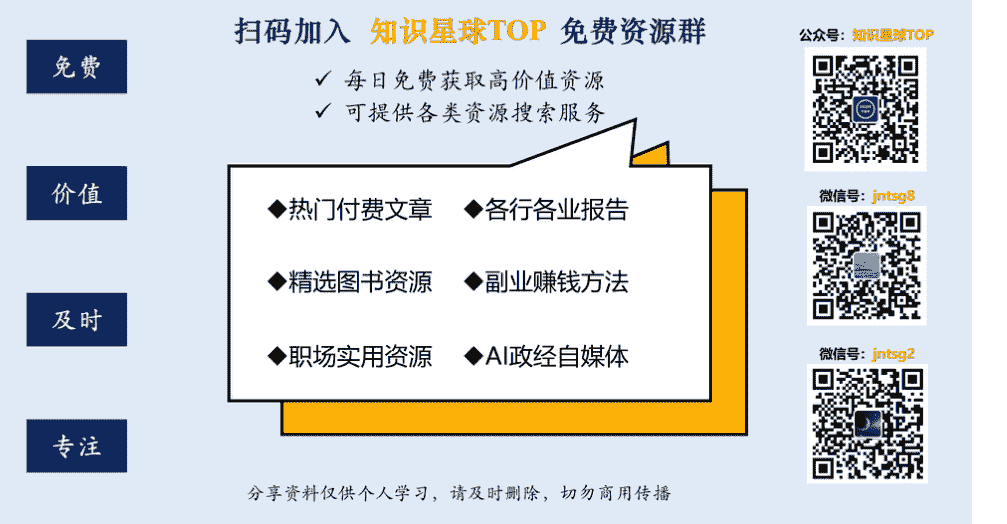 扫码加入 知识星球TOP 免费资源群
✓ 每日免费获取高价值资源
✓ 可提供各类资源搜索服务
免费
价值
及时
专注
◆热门付费文章 ◆各行各业报告
◆精选图书资源 ◆副业赚钱方法
◆职场实用资源 ◆AI政经自媒体
公众号：知识星球TOP
微信号：jntsg8
微信号：jntsg2
分享资料仅供个人学习，请及时删除，切勿商用传播